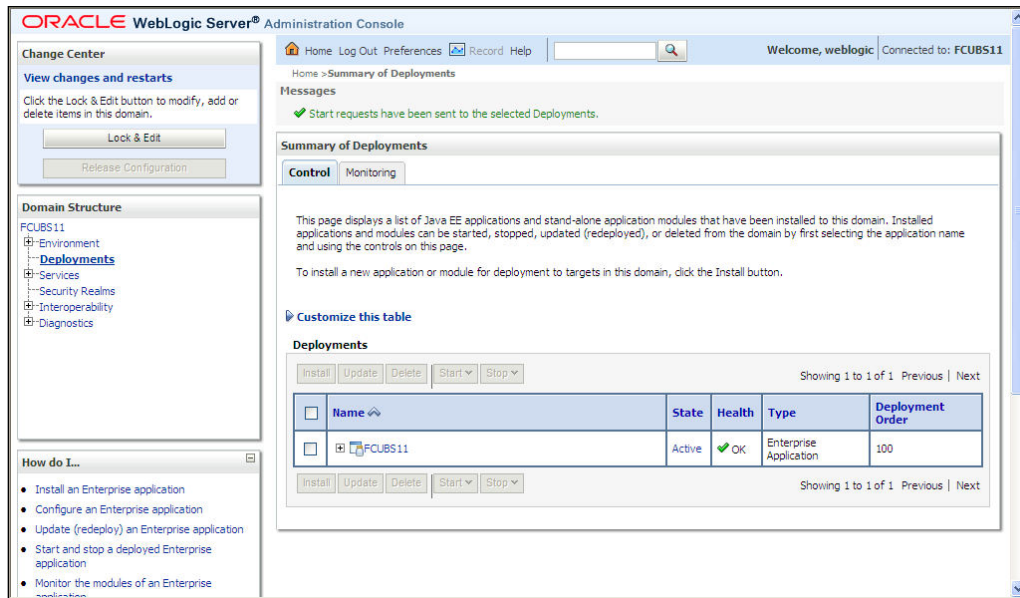 ORACLE WebLogic Server® Administration Console
Change Center
View changes and restarts
Click the Lock & Edit button to modify, add or
delete items in this domain.
Lock & Edit
Release Configuration
Domain Structure
FCUBS11
Environment
Deployments
Services
Security Realms
Interoperability
Diagnostics
How do I...
Install an Enterprise application
Configure an Enterprise application
Update (redeploy) an Enterprise application
Start and stop a deployed Enterprise
application
Monitor the modules of an Enterprise
application
Home Log Out Preferences Record Help
Welcome, weblogic Connected to: FCUBS11
Home >Summary of Deployments
Messages
Start requests have been sent to the selected Deployments.
Summary of Deployments
Control Monitoring
This page displays a list of Java EE applications and stand-alone application modules that have been installed to this domain. Installed
applications and modules can be started, stopped, updated (redeployed), or deleted from the domain by first selecting the application name
and using the controls on this page.
To install a new application or module for deployment to targets in this domain, click the Install button.
Customize this table
Deployments
Install Update Delete Start Stop Showing 1 to 1 of 1 Previous | Next
Name State Health Type Deployment
Order
FCUBS11 Active OK Enterprise
Application 100
Install Update Delete Start Stop Showing 1 to 1 of 1 Previous | Next